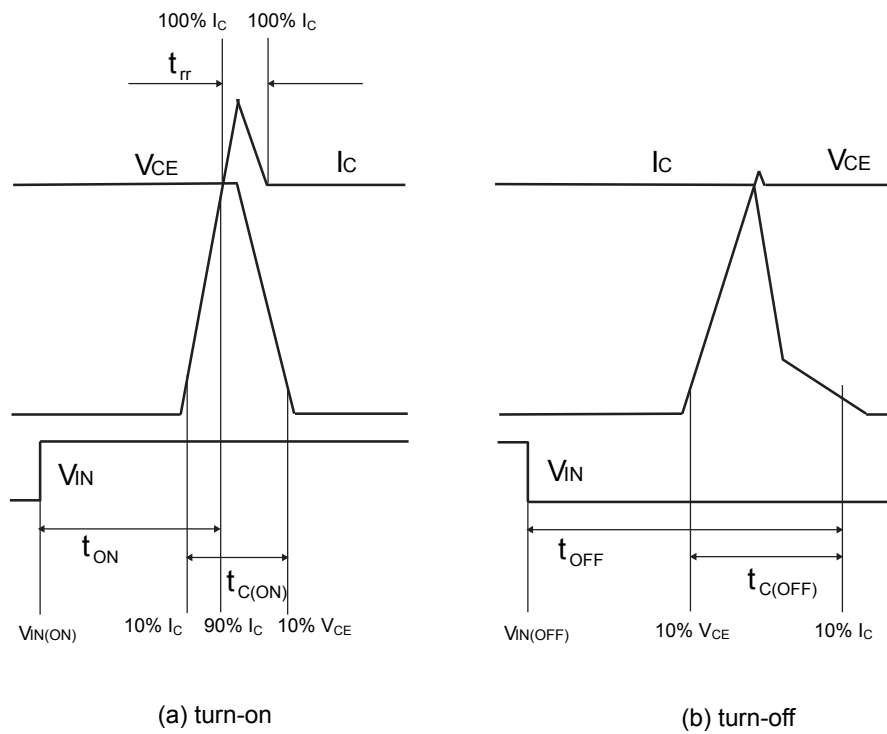 100% IC 100% IC
trr
VCE IC
VIN
tON
tC(ON)
VIN(ON)
10% IC 90% IC 10% VCE
(a) turn-on
IC VCE
VIN
tOFF
tC(OFF)
VIN(OFF)
10% VCE 10% IC
(b) turn-off